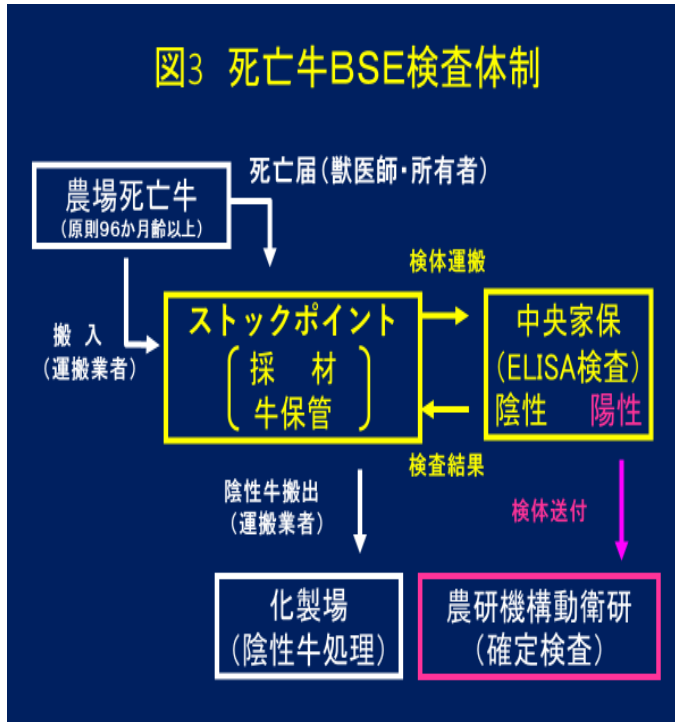 図3 死亡牛BSE検査体制
死亡届(獣医師・所有者)
農場死亡牛
(原則96か月齢以上)
検体運搬
搬 入
(運搬業者)
ストックポイント
採 材
牛保管
中央家保
(ELISA検査)
陰性 陽性
検査結果
陰性牛搬出
(運搬業者)
検体送付
化製場
(陰性牛処理)
農研機構動衛研
(確定検査)